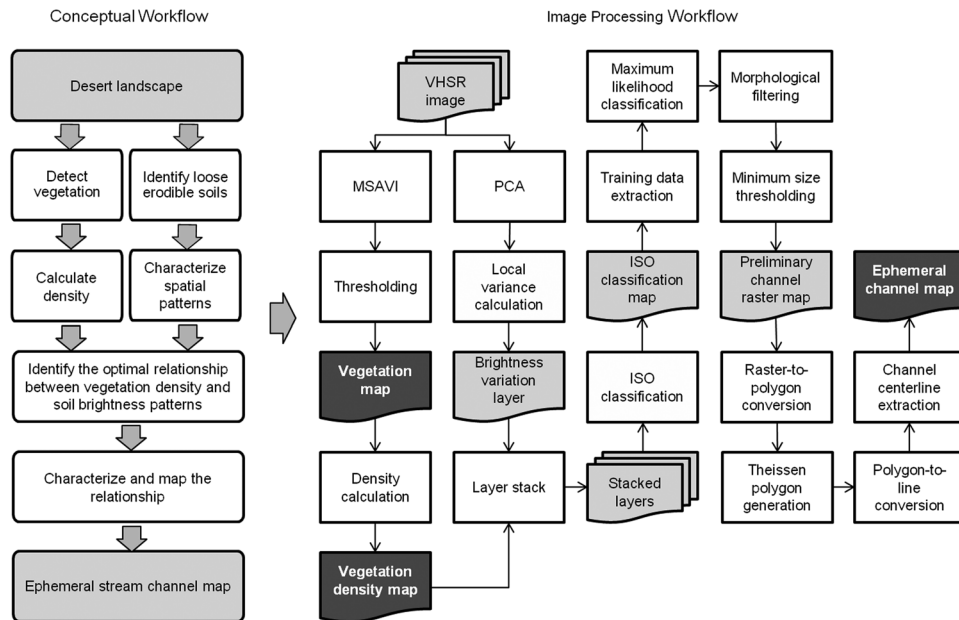 Conceptual Workflow
Desert landscape
Detect
vegetation
Identify loose
erodible soils
Calculate
density
Characterize
spatial
patterns
Identify the optimal relationship
between vegetation density and
soil brightness patterns
Characterize and map the
relationship
Ephemeral stream channel map
Image Processing Workflow
VHSR
image
MSAVI
PCA
Thresholding
Local
variance
calculation
Vegetation
map
Brightness
variation
layer
Density
calculation
Layer stack
Vegetation
density map
Stacked
layers
ISO
classification
ISO
classification
map
Training data
extraction
Maximum
likelihood
classification
Morphological
filtering
Minimum size
thresholding
Preliminary
channel
raster map
Raster-to-
polygon
conversion
Theissen
polygon
generation
Polygon-to-
line
conversion
Channel
centerline
extraction
Ephemeral
channel map